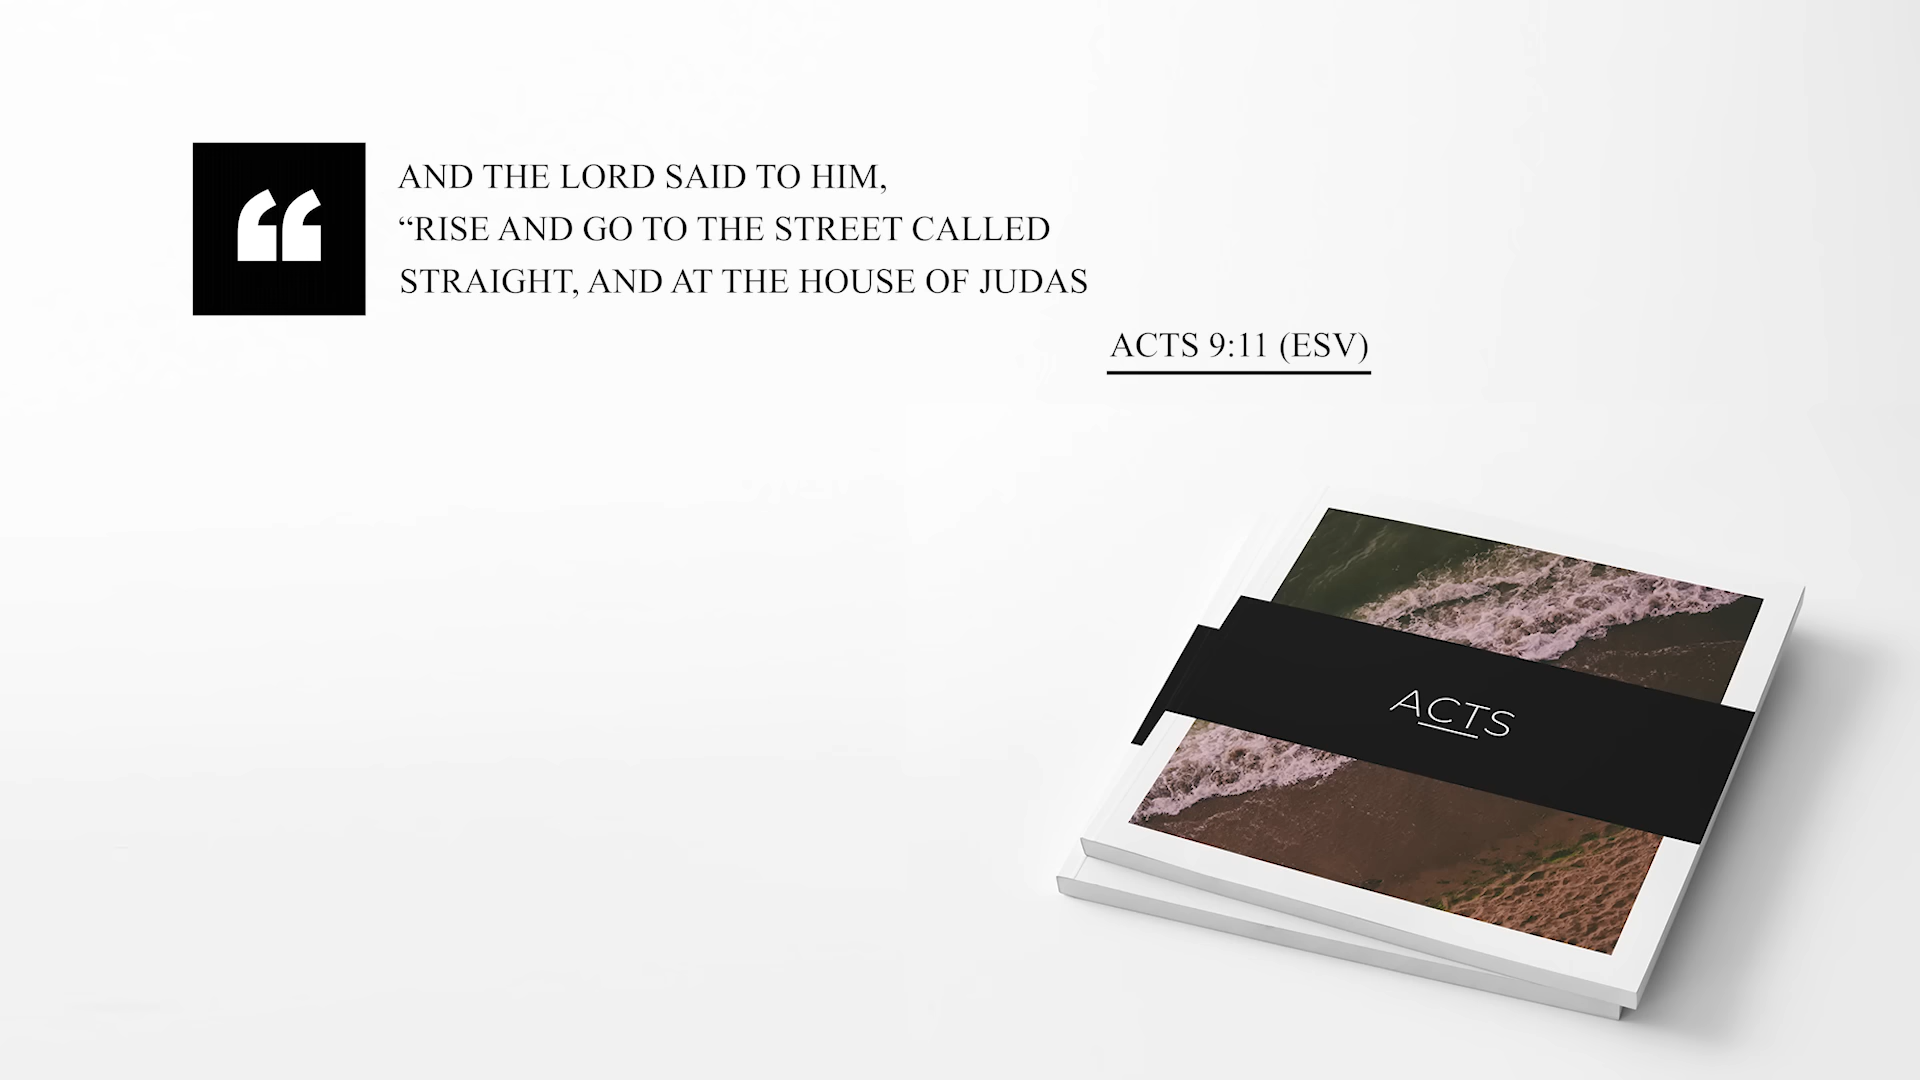 AND THE LORD SAID TO HIM,
“RISE AND GO TO THE STREET CALLED
STRAIGHT, AND AT THE HOUSE OF JUDAS
ACTS 9:11 (ESV)
ACTS